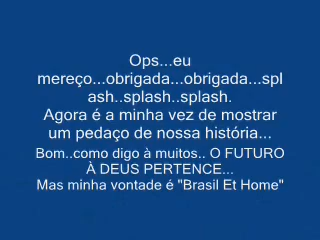 Ops...eu
mereço...obrigada...obrigada...spl
ash..splash..splash.
Agora é a minha vez de mostrar
um pedaço de nossa história...
Bom..como digo à muitos.. O FUTURO
À DEUS PERTENCE...
Mas minha vontade é "Brasil Et Home"